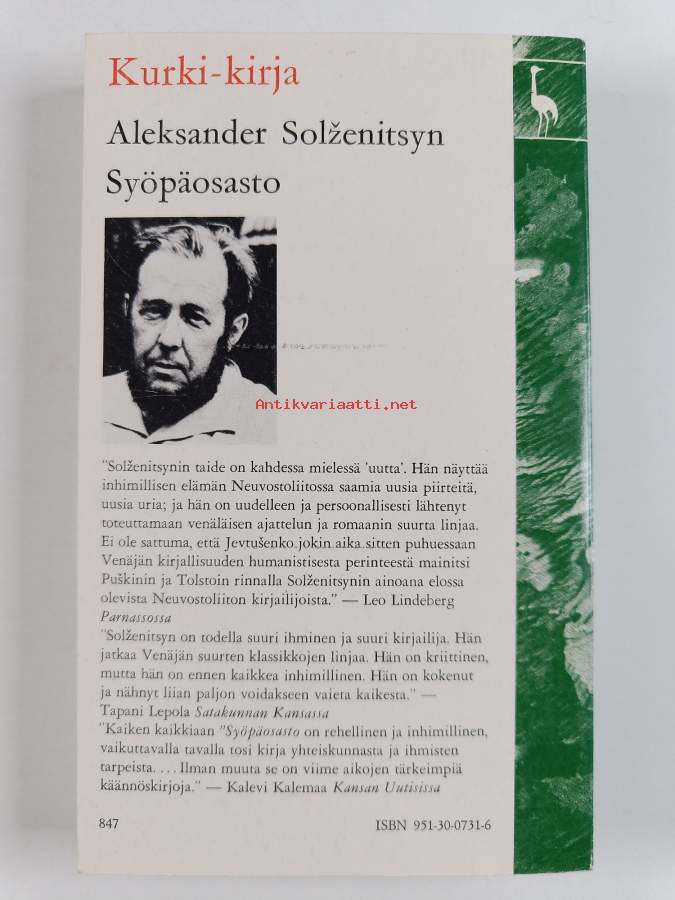 Kurki-kirja
Aleksander Solženitsyn
Syöpäosasto
Antikvariaatti.net
"Solženitsynin taide on kahdessa mielessä 'uutta'. Hän näyttää
inhimillisen elämän Neuvostoliitossa saamia uusia piirteitä,
uusia uria; ja hän on uudelleen ja persoonallisesti lähtenyt
toteuttamaan venäläisen ajattelun ja romaanin suurta linjaa.
Ei ole sattuma, että Jevtušenko jokin aika sitten puhuessaan
Venäjän kirjallisuuden humanistisesta perinteestä mainitsi
Puškinin ja Tolstoin rinnalla Solženitsynin ainoana elossa
olevista Neuvostoliiton kirjailijoista." — Leo Lindeberg
Parnassossa
"Solženitsyn on todella suuri ihminen ja suuri kirjailija. Hän
jatkaa Venäjän suurten klassikkojen linjaa. Hän on kriittinen,
mutta hän on ennen kaikkea inhimillinen. Hän on kokenut
ja nähnyt liian paljon voidakseen vaieta kaikesta." —
Tapani Lepola Satakunnan Kansassa
"Kaiken kaikkiaan "Syöpäosasto on rehellinen ja inhimillinen,
vaikuttavalla tavalla tosi kirja yhteiskunnasta ja ihmisten
tarpeista. ... Ilman muuta se on viime aikojen tärkeimpiä
käännöskirjoja." — Kalevi Kalemaa Kansan Uutisissa
847
ISBN 951-30-0731-6